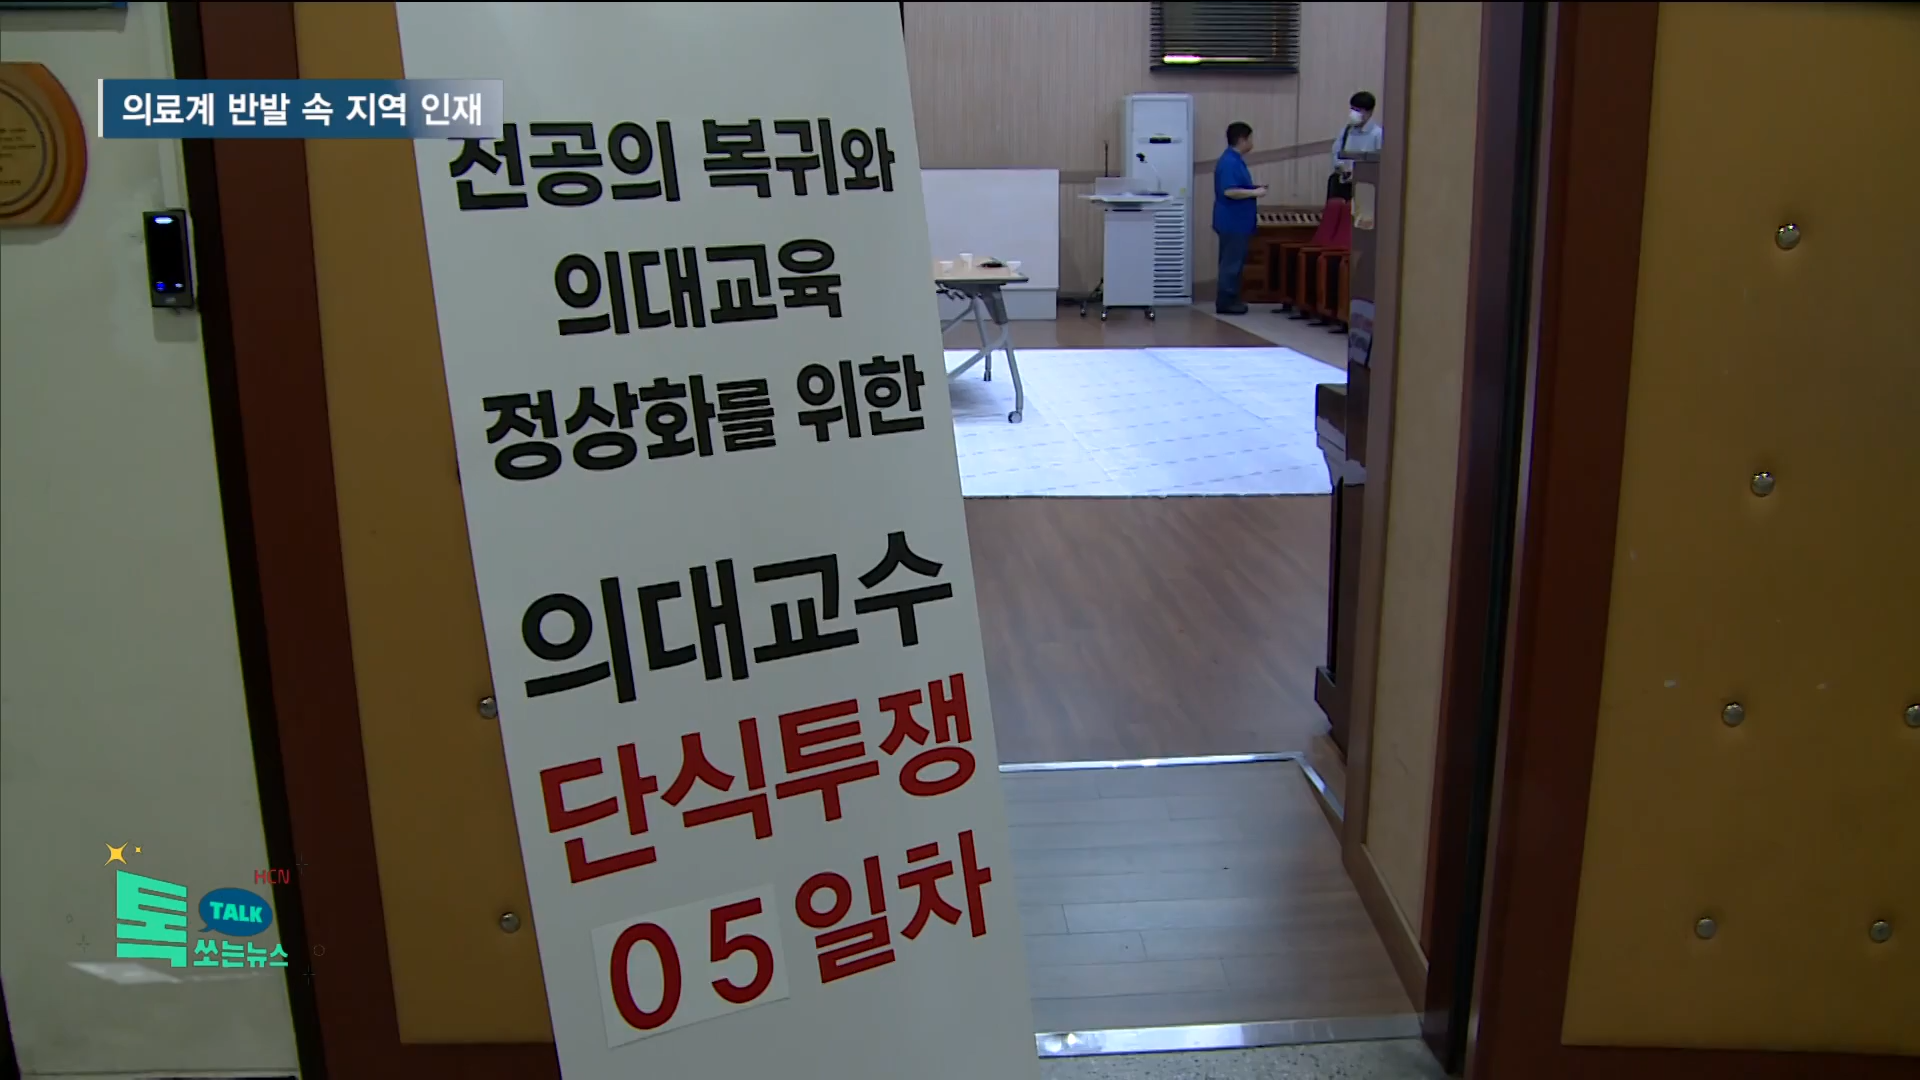 의료계 반발 속 지역 인재
전공의 복귀와
의대교육
정상화를 위한
의대교수
단식투쟁
05일차
HCN
톡
TALK
쏘는뉴스